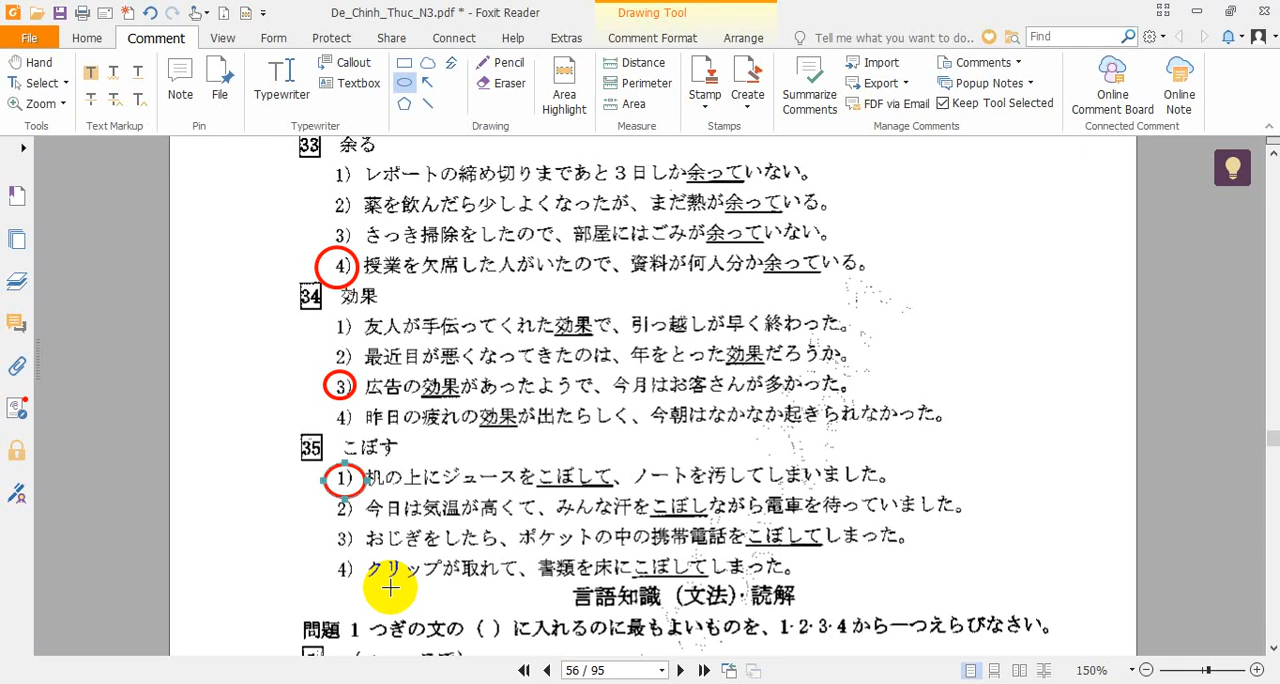 De_Chinh_Thuc_N3.pdf * - Foxit Reader
Drawing Tool
File Home Comment View Form Protect Share Connect Help Extras Comment Format Arrange Tell me what you want to do.. Find
Hand
Select
Zoom
Tools
Text Markup
Note
File
Pin
Typewriter
Callout
Textbox
Typewriter
Pencil
Eraser
Drawing
Area Highlight
Distance
Perimeter
Area
Measure
Stamp
Create
Stamps
Summarize Comments
Import
Export
FDF via Email
Comments
Popup Notes
Keep Tool Selected
Manage Comments
Online Comment Board
Online Note
Connected Comment
33 余る
1) レポートの締め切りまであと3日しか余っていない。
2) 薬を飲んだら少しよくなったが、まだ熱が余っている。
3) さっき掃除をしたので、部屋にはごみが余っていない。
4) 授業を欠席した人がいたので、資料が何人分か余っている。
34 効果
1) 友人が手伝ってくれた効果で、引っ越しが早く終わった。
2) 最近目が悪くなってきたのは、年をとった効果だろうか。
3) 広告の効果があったようで、今月はお客さんが多かった。
4) 昨日の疲れの効果が出たらしく、今朝はなかなか起きられなかった。
35 こぼす
1) 机の上にジュースをこぼして、ノートを汚してしまいました。
2) 今日は気温が高くて、みんな汗をこぼしながら電車を待っていました。
3) おじぎをしたら、ポケットの中の携帯電話をこぼしてしまった。
4) クリップが取れて、書類を床にこぼしてしまった。
言語知識(文法)・読解
問題 1 つぎの文の()に入れるのに最もよいものを、1・2・3・4から一つえらびなさい。
56 / 95
150%